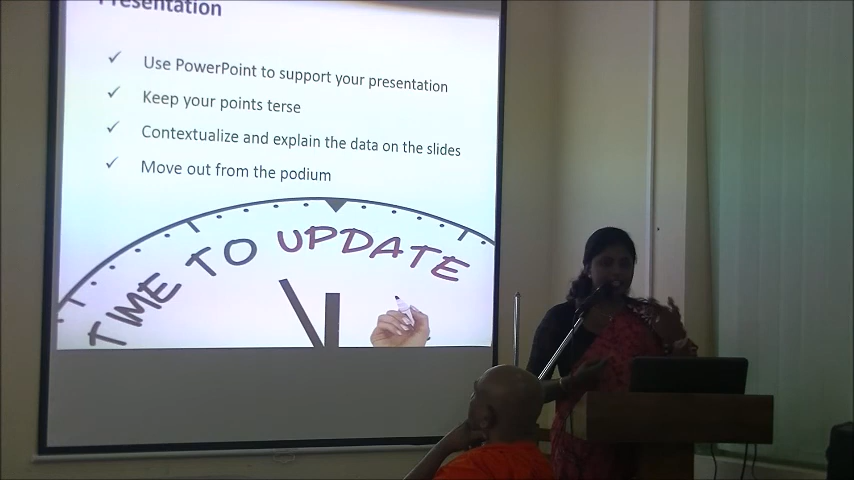 Presentation
✓ Use PowerPoint to support your presentation
✓ Keep your points terse
✓ Contextualize and explain the data on the slides
✓ Move out from the podium
TIME TO UPDATE